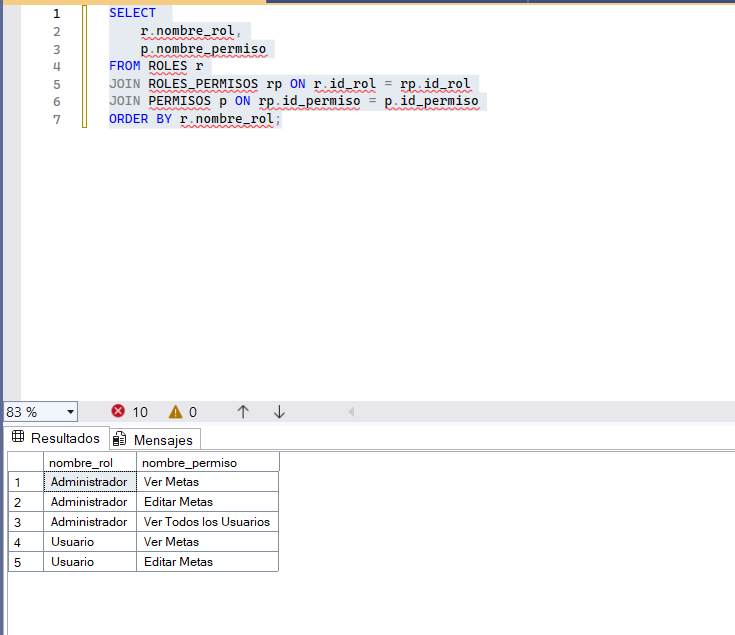 1 SELECT
2 r.nombre_rol,
3 p.nombre_permiso
4 FROM ROLES r
5 JOIN ROLES_PERMISOS rp ON r.id_rol = rp.id_rol
6 JOIN PERMISOS p ON rp.id_permiso = p.id_permiso
7 ORDER BY r.nombre_rol;
83 % 10 0
Resultados Mensajes
nombre_rol nombre_permiso
1 Administrador Ver Metas
2 Administrador Editar Metas
3 Administrador Ver Todos los Usuarios
4 Usuario Ver Metas
5 Usuario Editar Metas